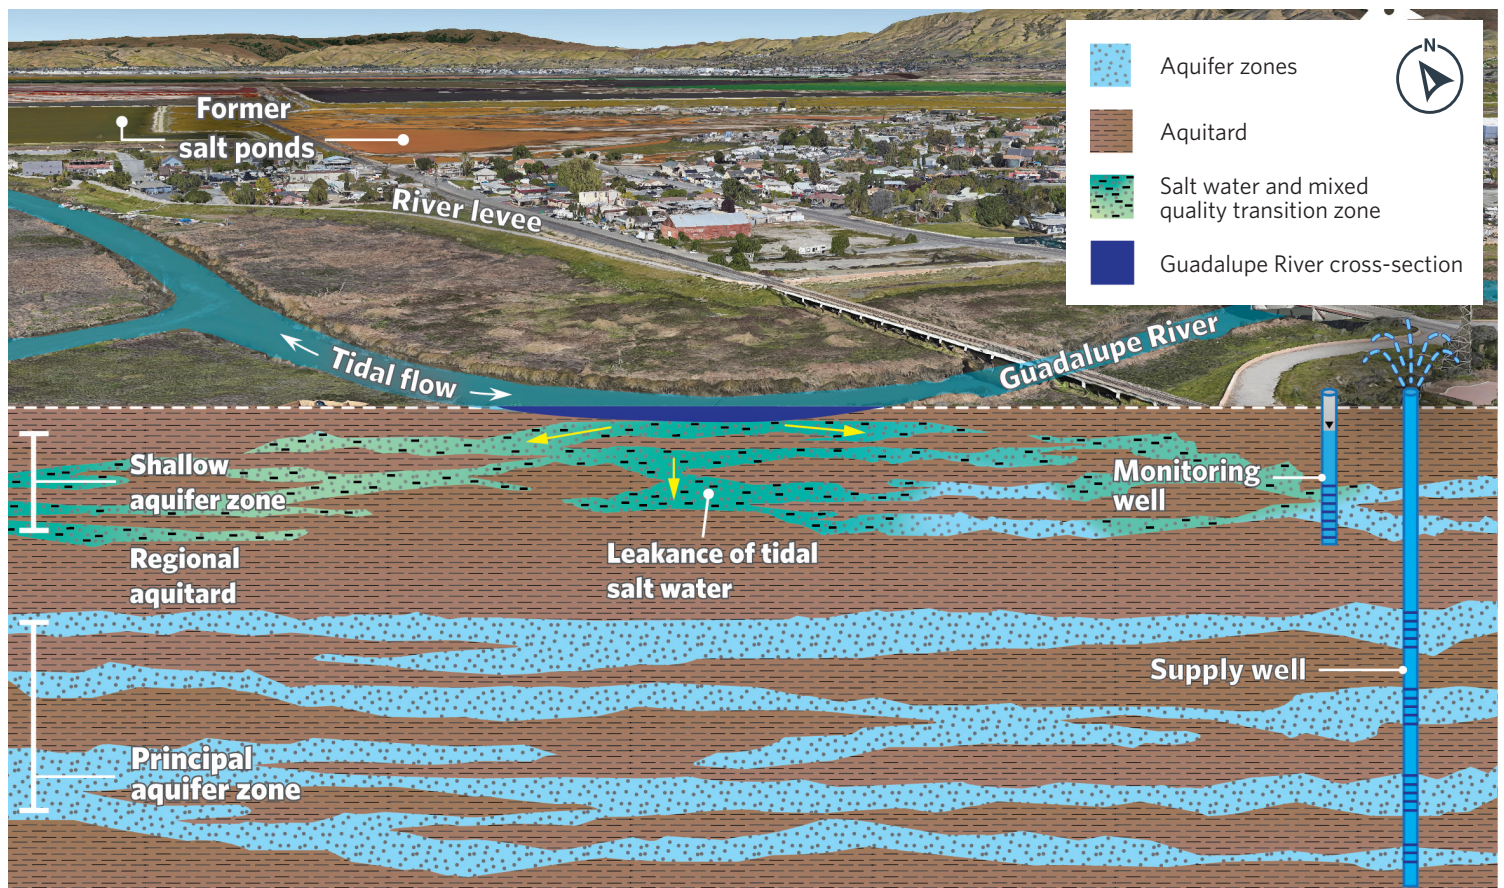 N
Aquifer zones
Aquitard
Salt water and mixed
quality transition zone
Guadalupe River cross-section
Former
salt ponds
River levee
Tidal flow
Guadalupe River
Shallow
aquifer zone
Monitoring
well
Leakance of tidal
salt water
Regional
aquitard
Supply well
Principal
aquifer zone